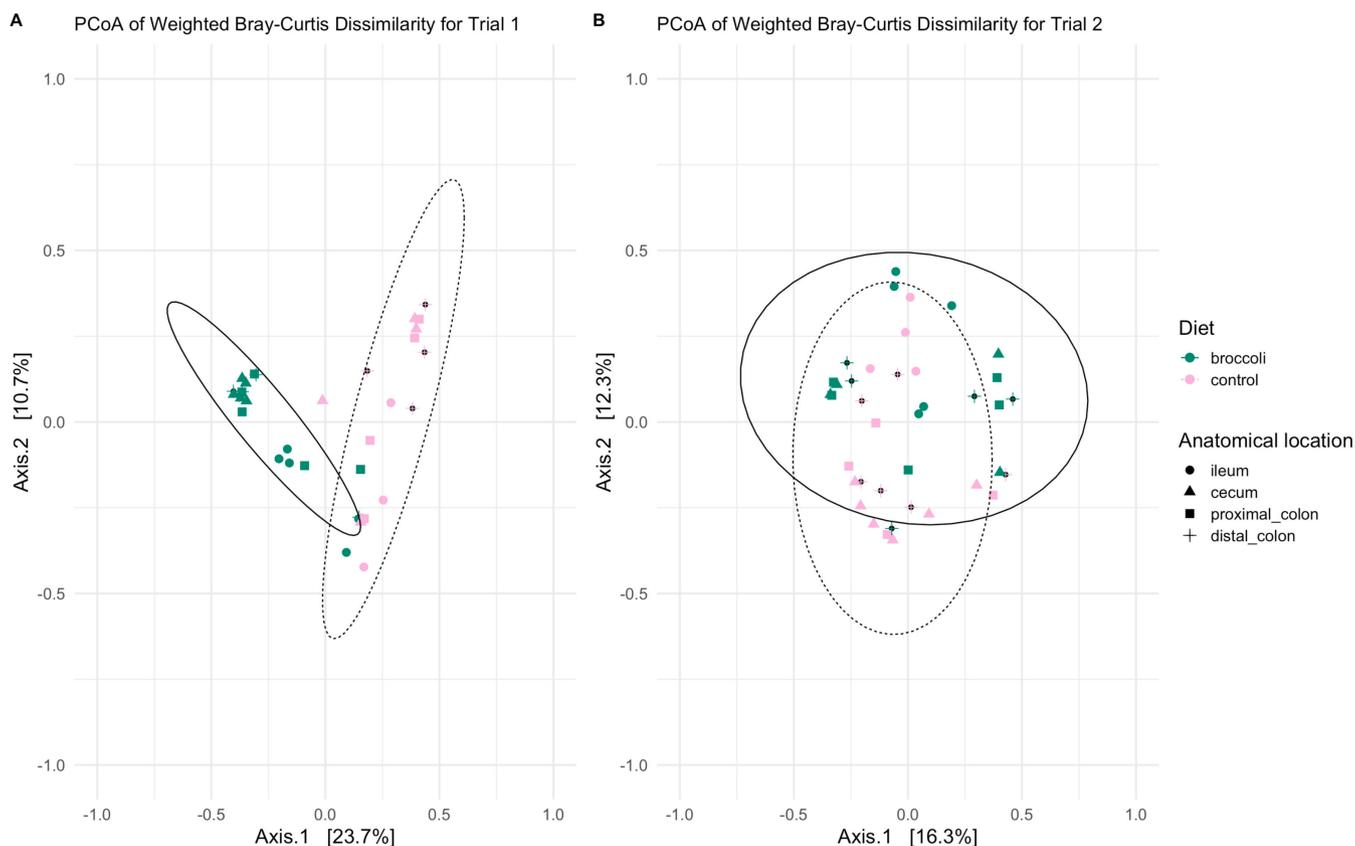 A
PCoA of Weighted Bray-Curtis Dissimilarity for Trial 1
1.0
0.5
0.0
-0.5
-1.0
Axis.2 [10.7%]
-1.0
-0.5
0.0
0.5
1.0
Axis.1 [23.7%]
B
PCoA of Weighted Bray-Curtis Dissimilarity for Trial 2
1.0
0.5
0.0
-0.5
-1.0
Axis.2 [12.3%]
-1.0
-0.5
0.0
0.5
1.0
Axis.1 [16.3%]
Diet
broccoli
control
Anatomical location
ileum
cecum
proximal_colon
distal_colon